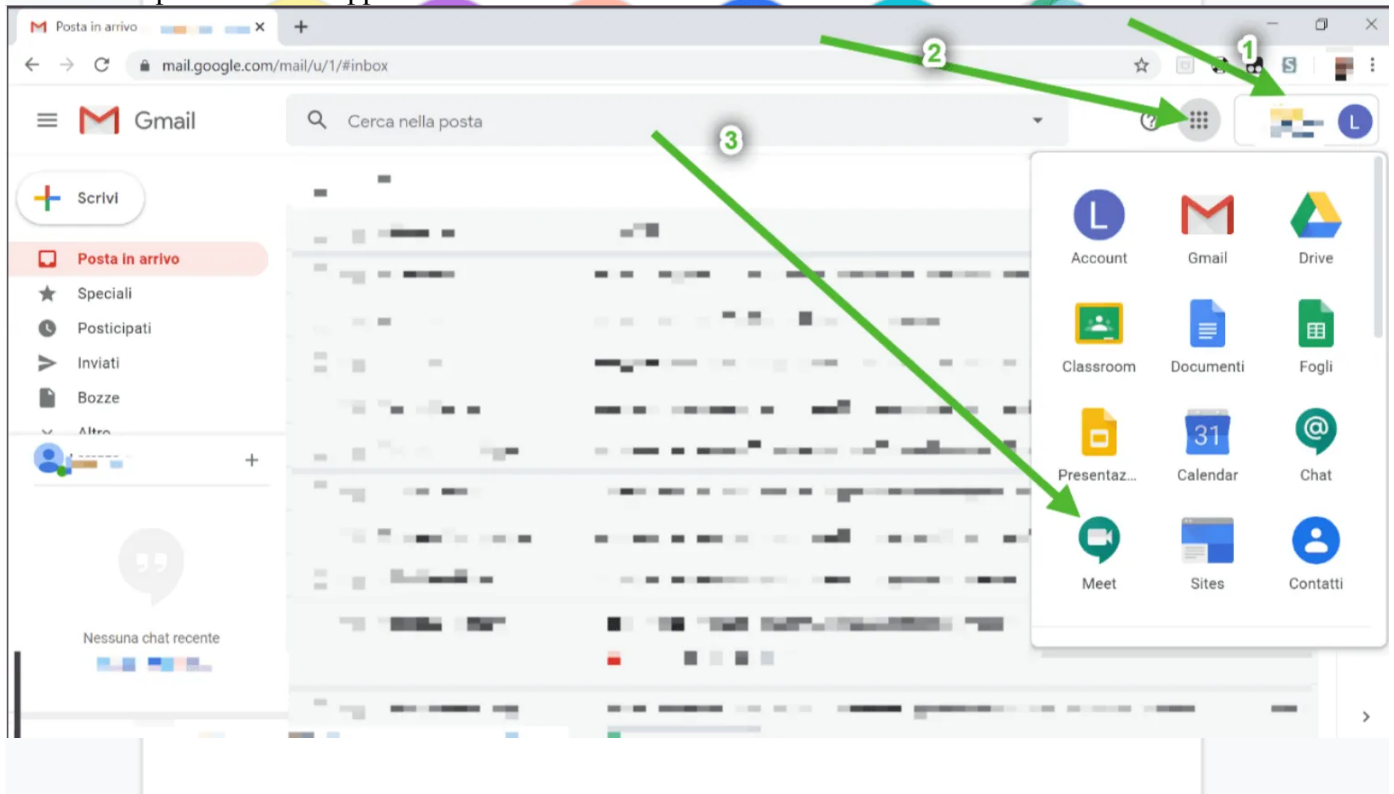 Posta in arrivo
mail.google.com/mail/u/1/#inbox
2
1
S
Gmail
Cerca nella posta
L
3
Scrivi
Posta in arrivo
Speciali
Posticipati
Inviati
Bozze
Altro
Nessuna chat recente
L
Account
Gmail
Drive
Classroom
Documenti
Fogli
31
Presentaz...
Calendar
Chat
Meet
Sites
Contatti